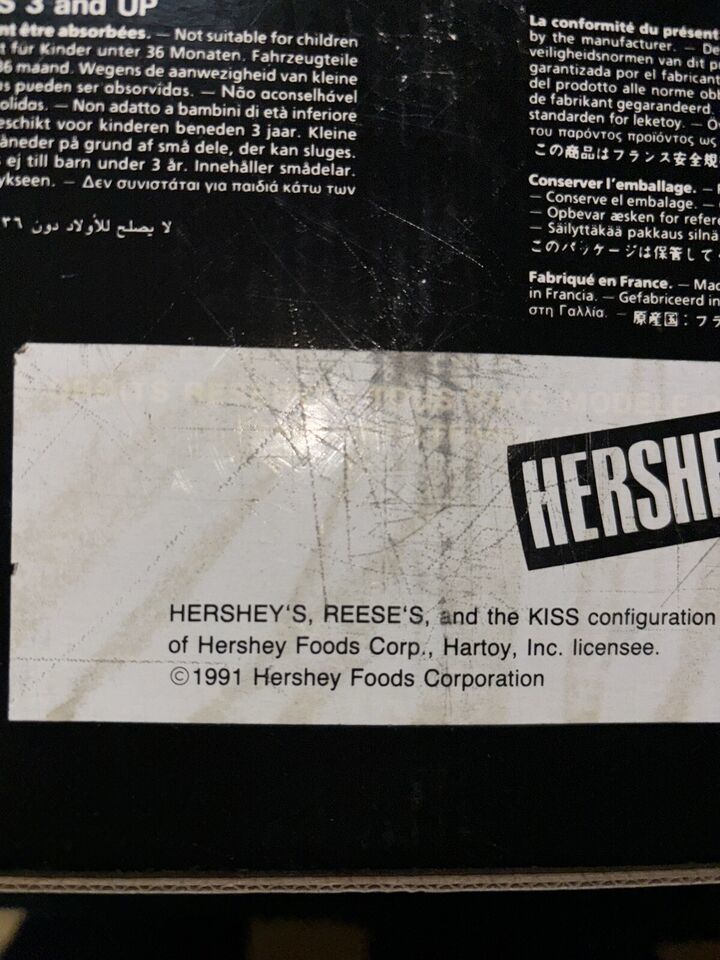 S 3 and UP
nt être absorbées. — Not suitable for children
t für Kinder unter 36 Monaten. Fahrzeugteile
36 maand. Wegens de aanwezigheid van kleine
as pueden ser absorvidas. — Não aconselhável
olidas. — Non adatto a bambini di età inferiore
eschikt voor kinderen beneden 3 jaar. Kleine
åneder på grund af små dele, der kan sluges.
s ej till barn under 3 år. Innehåller smådelar.
ykseen. — Δεν συνιστάται για παιδιά κάτω των
لا يصلح للأولاد دون ٣٦
La conformité du présent
by the manufacturer. — De
veiligheidsnormen van dit p
garantizada por el fabricant
del prodotto alle norme obb
de fabrikant gegarandeerd.
standarden for leketoy. — Ö
του παρόντος προϊόντος ως
この商品はフランス安全規
Conserver l'emballage. —
— Conserve el embalage. —
— Opbevar æsken for refer
— Säilyttäkää pakkaus silnä
このパッケージは保管して
Fabriqué en France. — Mad
in Francia. — Gefabriceerd in
στη Γαλλία. — 原産国：フラ
TOUS PAYS MODELE
HERSHE
HERSHEY'S, REESE'S, and the KISS configuration
of Hershey Foods Corp., Hartoy, Inc. licensee.
©1991 Hershey Foods Corporation